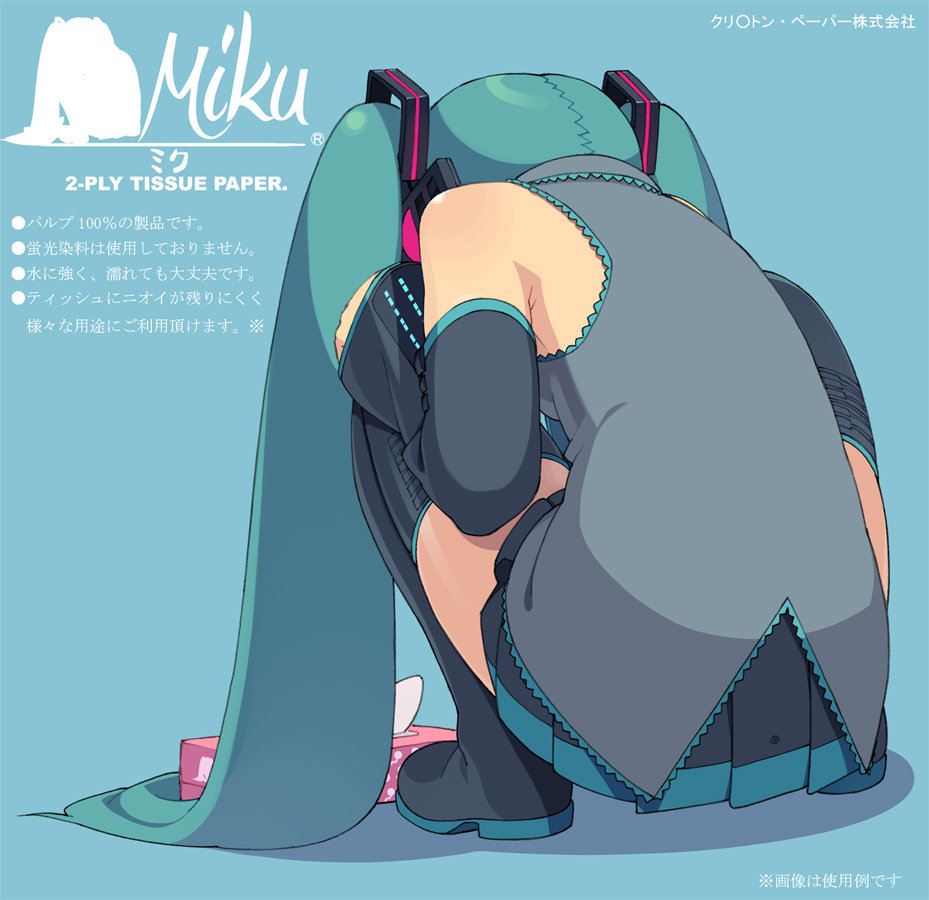 クリ〇トン・ペーパー株式会社
Miku
®
ミク
2-PLY TISSUE PAPER.
●パルプ100%の製品です。
●蛍光染料は使用しておりません。
●水に強く、濡れても大丈夫です。
●ティッシュにニオイが残りにくく
様々な用途にご利用頂けます。※
※画像は使用例です